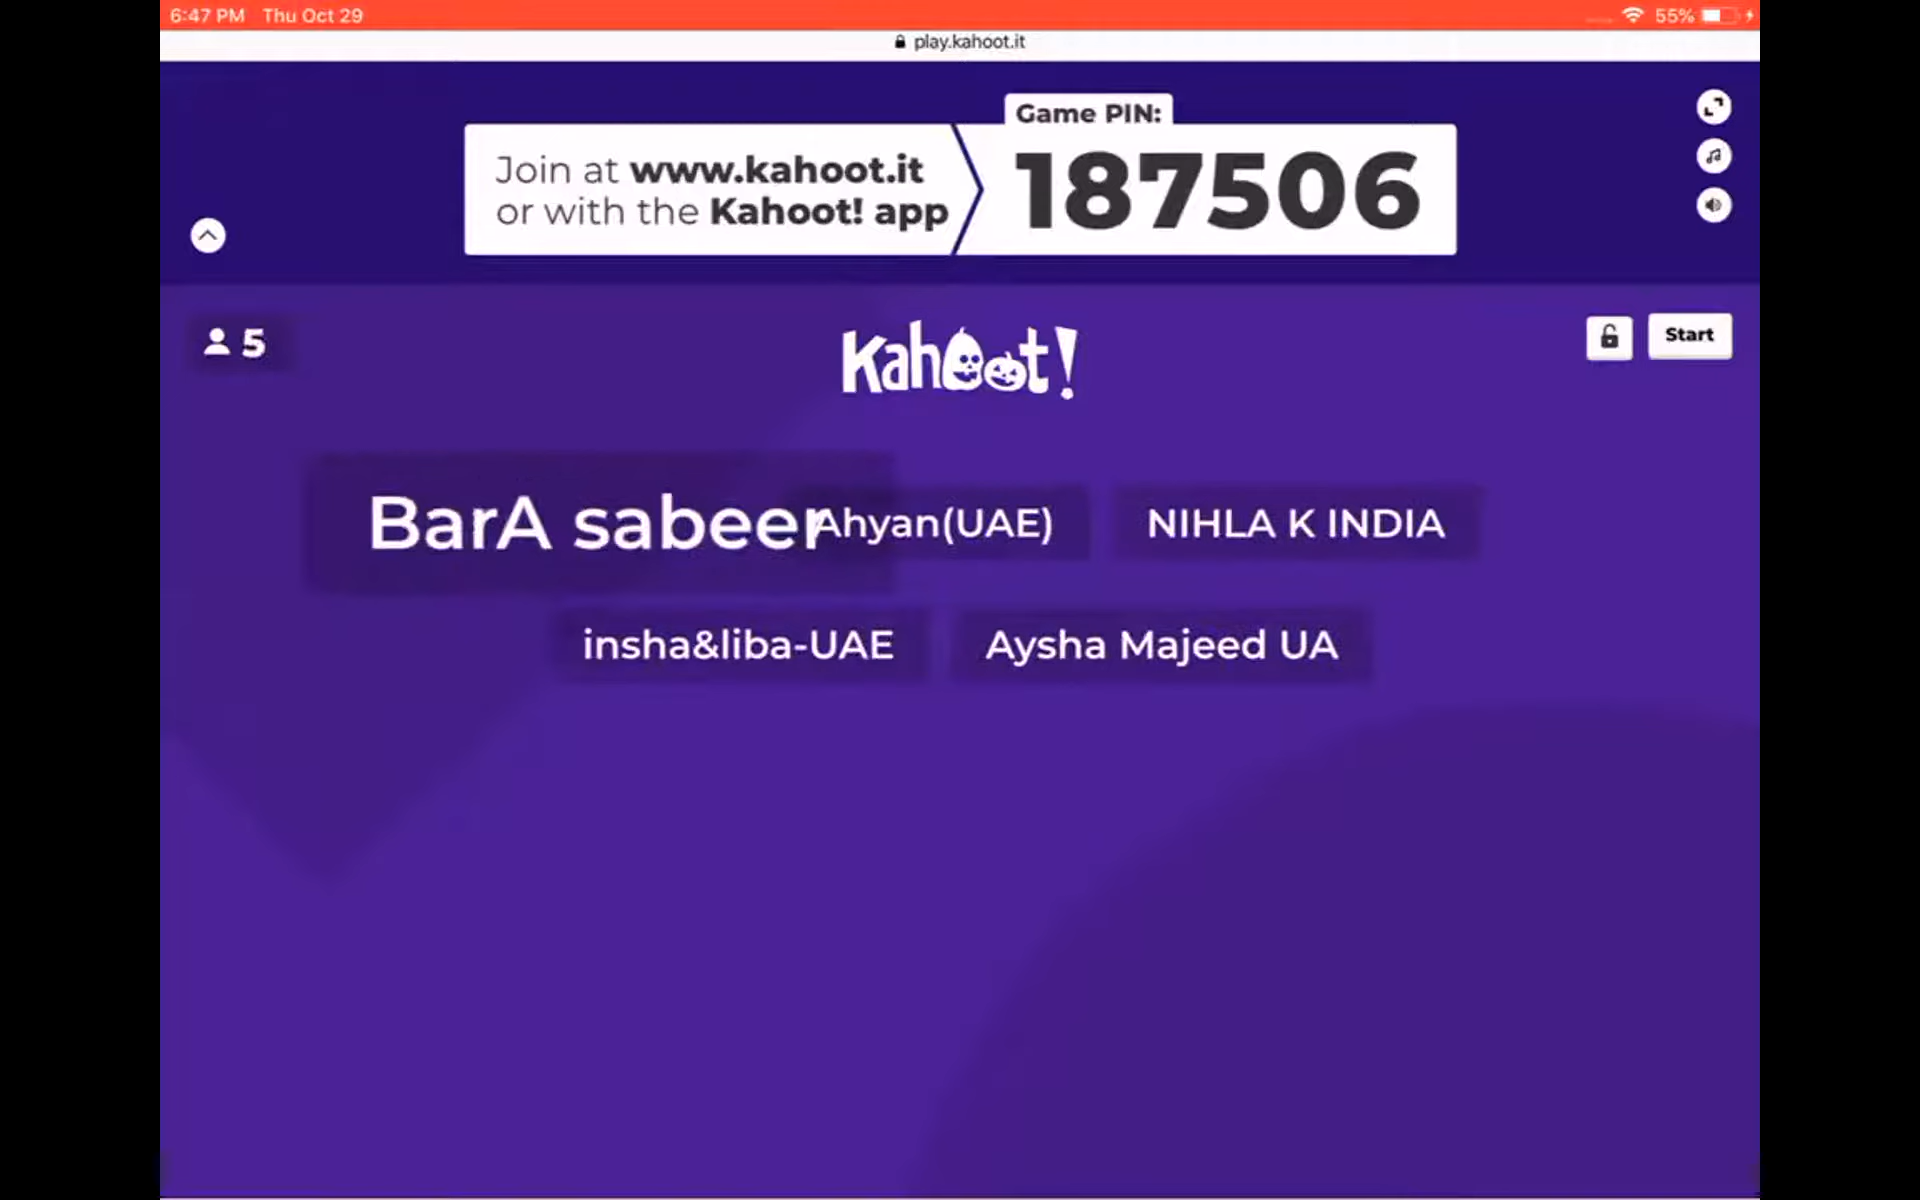 6:47 PM Thu Oct 29 55%
play.kahoot.it
Game PIN:
Join at www.kahoot.it
or with the Kahoot! app
187506
5
Kahoot!
Start
BarA sabeer Ahyan(UAE) NIHLA K INDIA
insha&liba-UAE Aysha Majeed UA